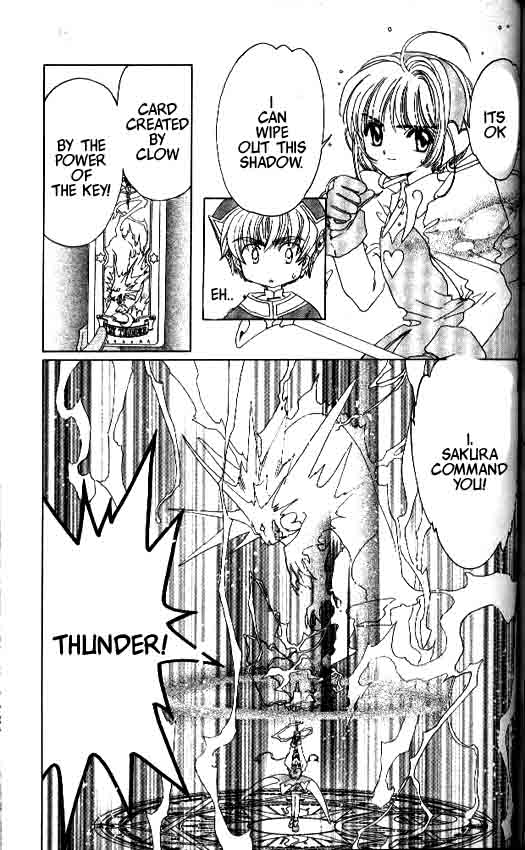 ITS
OK
I
CAN
WIPE
OUT THIS
SHADOW.
EH..
CARD
CREATED
BY
CLOW
BY THE
POWER
OF
THE KEY!
I.
SAKURA
COMMAND
YOU!
THUNDER!